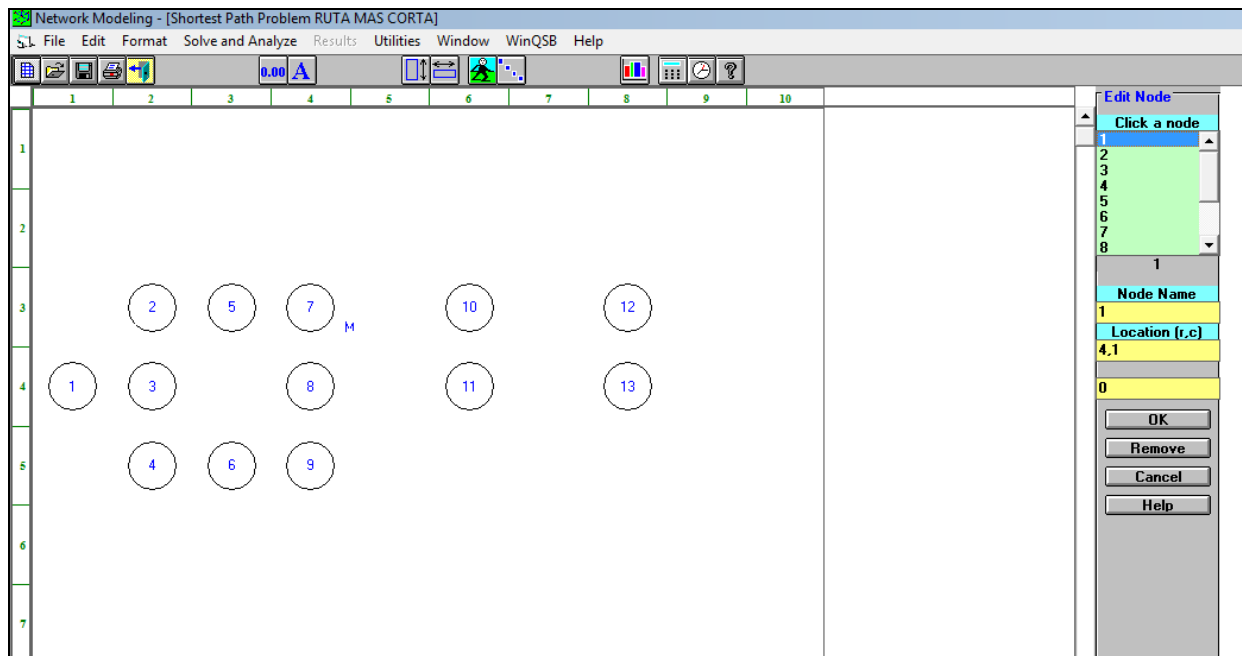 Network Modeling - [Shortest Path Problem RUTA MAS CORTA]
File Edit Format Solve and Analyze Results Utilities Window WinQSB Help
0.00 A ?
1 2 3 4 5 6 7 8 9 10
1
2
3
4
5
6
7
2 5 7 10 12
M
1 3 8 11 13
4 6 9
Edit Node
Click a node
1
2
3
4
5
6
7
8
1
Node Name
1
Location (r,c)
4,1
0
OK
Remove
Cancel
Help